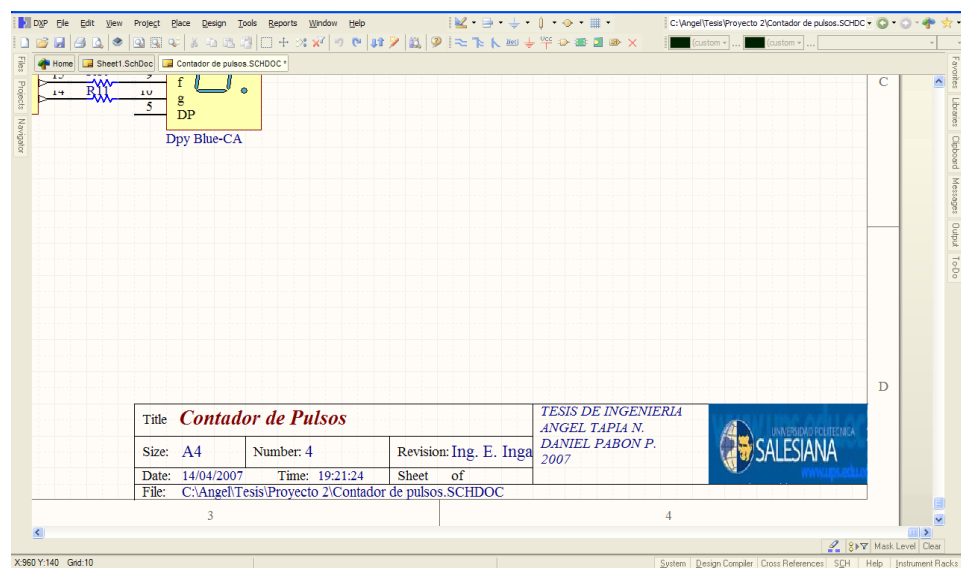 DXP File Edit View Project Place Design Tools Reports Window Help
C:\Angel\Tesis\Proyecto 2\Contador de pulsos.SCHDC
(custom ... (custom ...
Home Sheet1.SchDoc Contador de pulsos.SCHDOC *
Files
Projects
Navigator
Favorites
Libraries
Clipboard
Messages
Output
To-Do
9 f
14 R11 10 g
5 DP
Dpy Blue-CA
C
D
Title Contador de Pulsos
Size: A4 Number: 4 Revision: Ing. E. Inga
Date: 14/04/2007 Time: 19:21:24 Sheet of
File: C:\Angel\Tesis\Proyecto 2\Contador de pulsos.SCHDOC
TESIS DE INGENIERIA
ANGEL TAPIA N.
DANIEL PABON P.
2007
UNIVERSIDAD POLITECNICA
SALESIANA
3 4
Mask Level Clear
X:960 Y:140 Grid:10
System Design Compiler Cross References SCH Help Instrument Racks